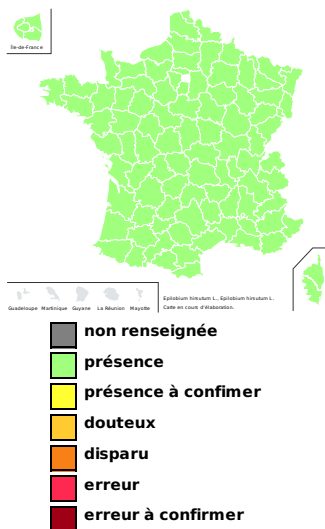 Île-de-France
Guadeloupe Martinique Guyane La Réunion Mayotte
Epilobium hirsutum L., Epilobium hirsutum L.
Carte en cours d'élaboration.
non renseignée
présence
présence à confimer
douteux
disparu
erreur
erreur à confirmer